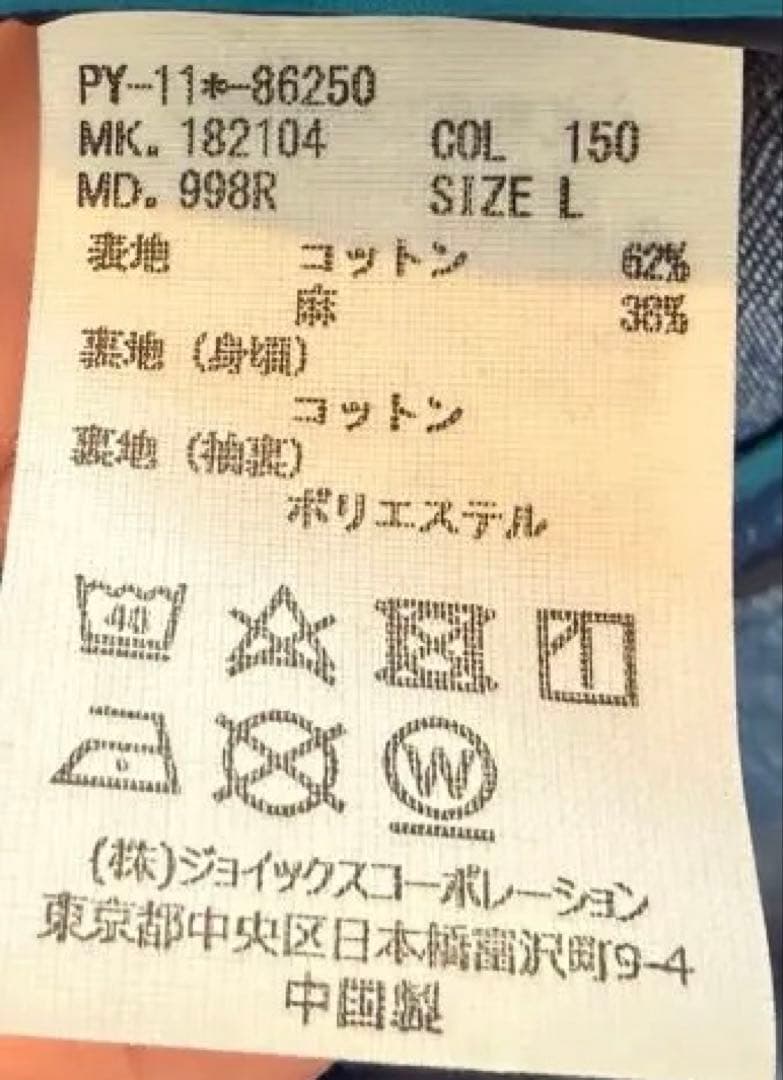 PY-11*-86250
MK. 182104 COL 150
MD. 998R SIZE L
表地 コットン 62%
麻 38%
裏地 (身頃)
コットン
裏地 (袖裏)
ポリエステル
40
W
(株)ジョイックスコーポレーション
東京都中央区日本橋富沢町9-4
中国製